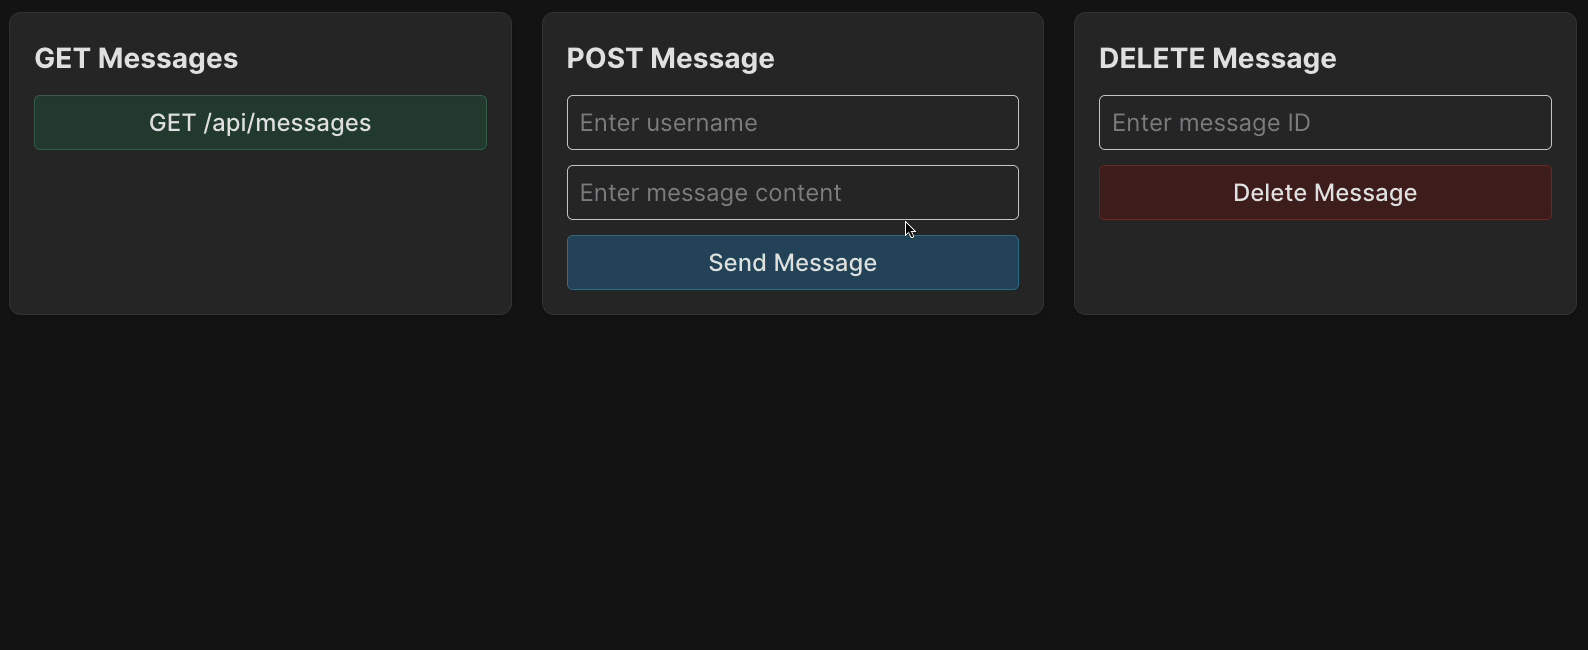 GET Messages
GET /api/messages
POST Message
Enter username
Enter message content
Send Message
DELETE Message
Enter message ID
Delete Message